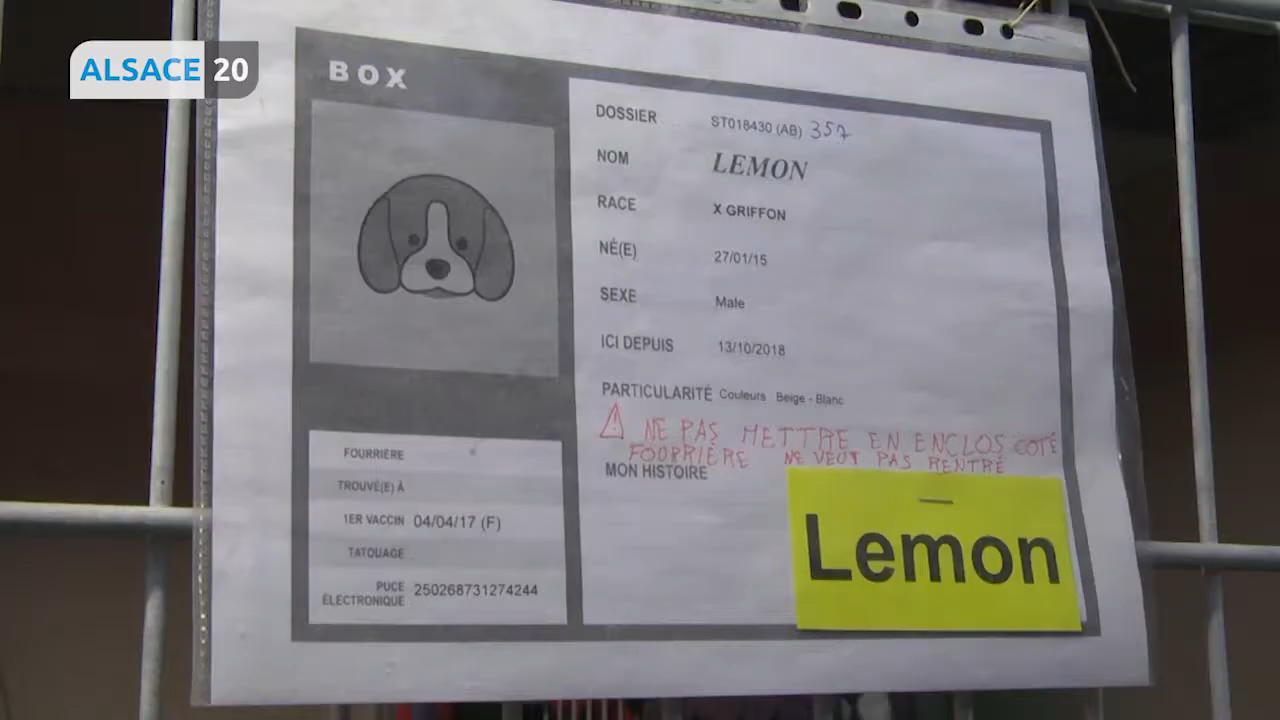 ALSACE 20
BOX
DOSSIER ST018430 (AB) 357
NOM LEMON
RACE X GRIFFON
NÉ(E) 27/01/15
SEXE Male
ICI DEPUIS 13/10/2018
PARTICULARITÉ Couleurs Beige - Blanc
NE PAS METTRE EN ENCLOS COTÉ
FOURRIÈRE NE VEUT PAS RENTRÉ
MON HISTOIRE
Lemon
FOURRIÈRE
TROUVÉ(E) À
1ER VACCIN 04/04/17 (F)
TATOUAGE
PUCE
ÉLECTRONIQUE 250268731274244